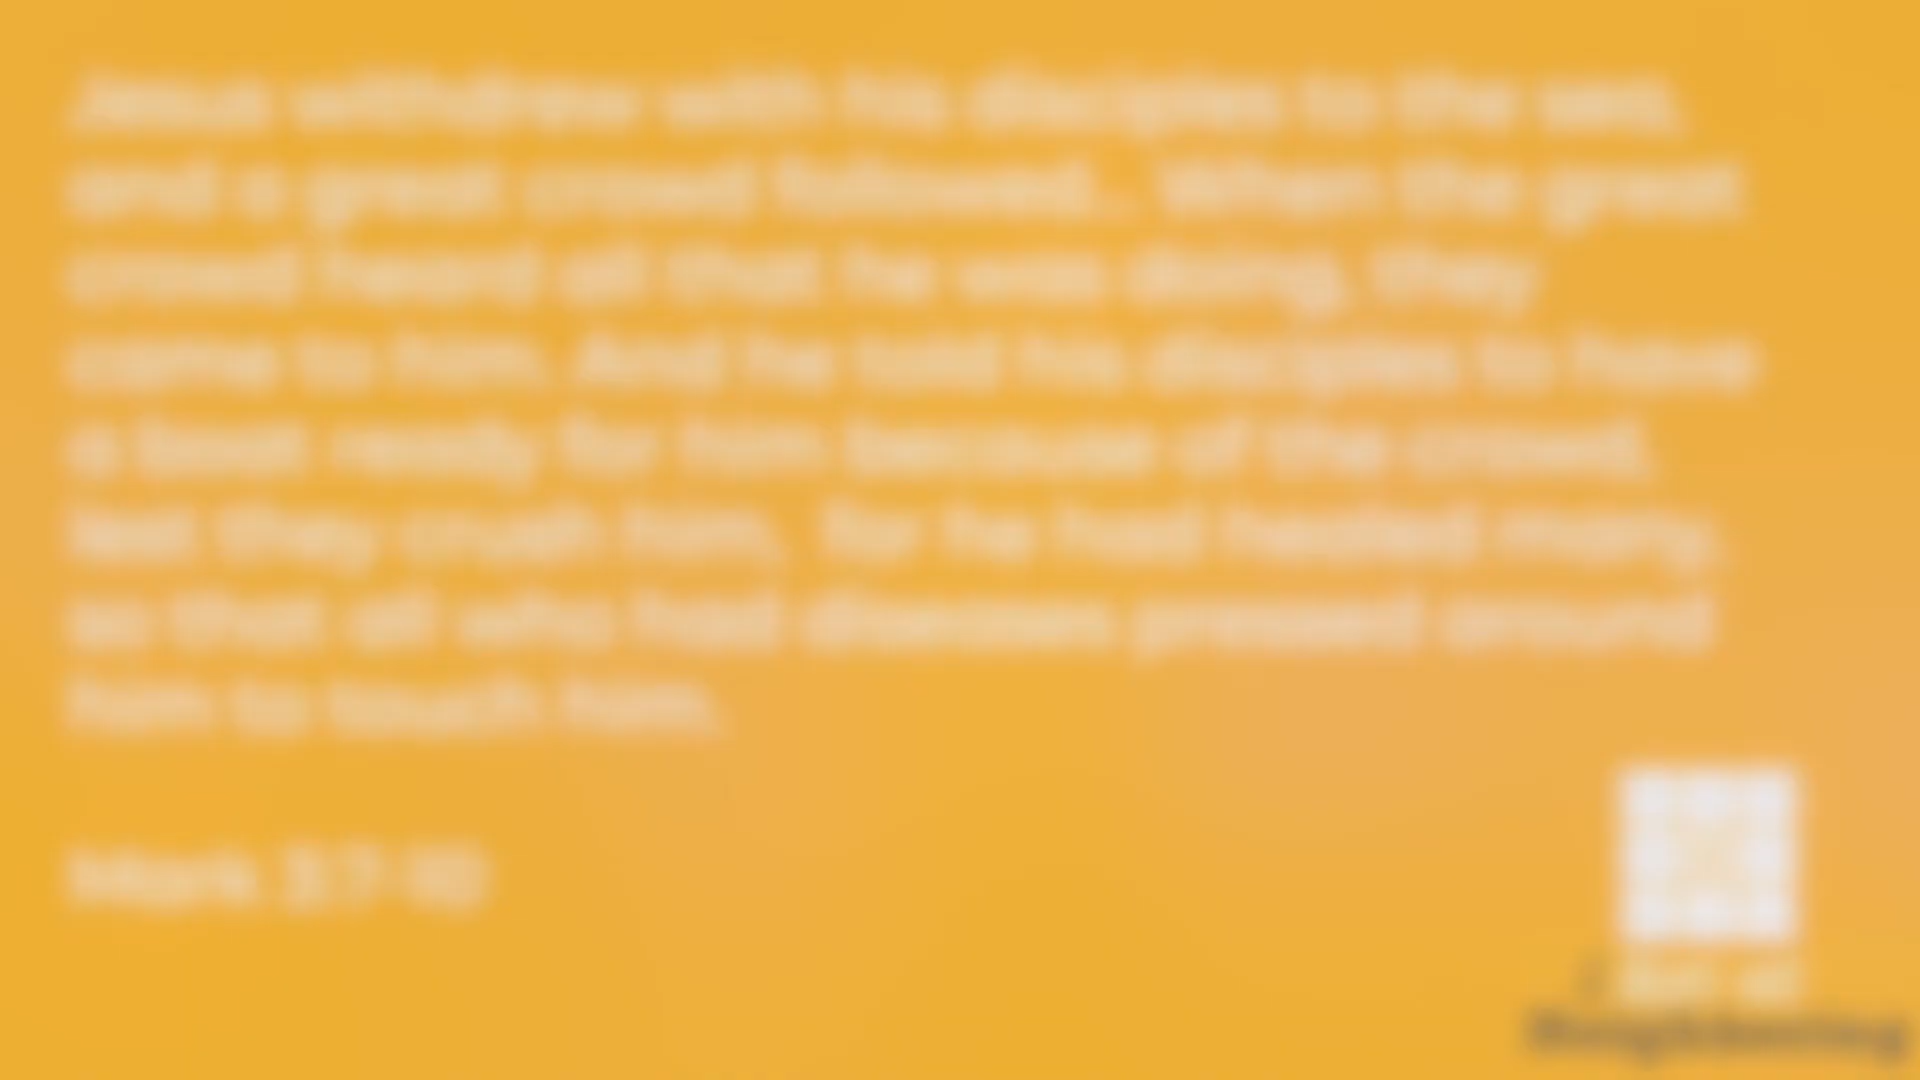 Jesus withdrew with his disciples to the sea,
and a great crowd followed... When the great
crowd heard all that he was doing, they
came to him. And he told his disciples to have
a boat ready for him because of the crowd,
lest they crush him, for he had healed many,
so that all who had diseases pressed around
him to touch him.
Mark 3:7-10